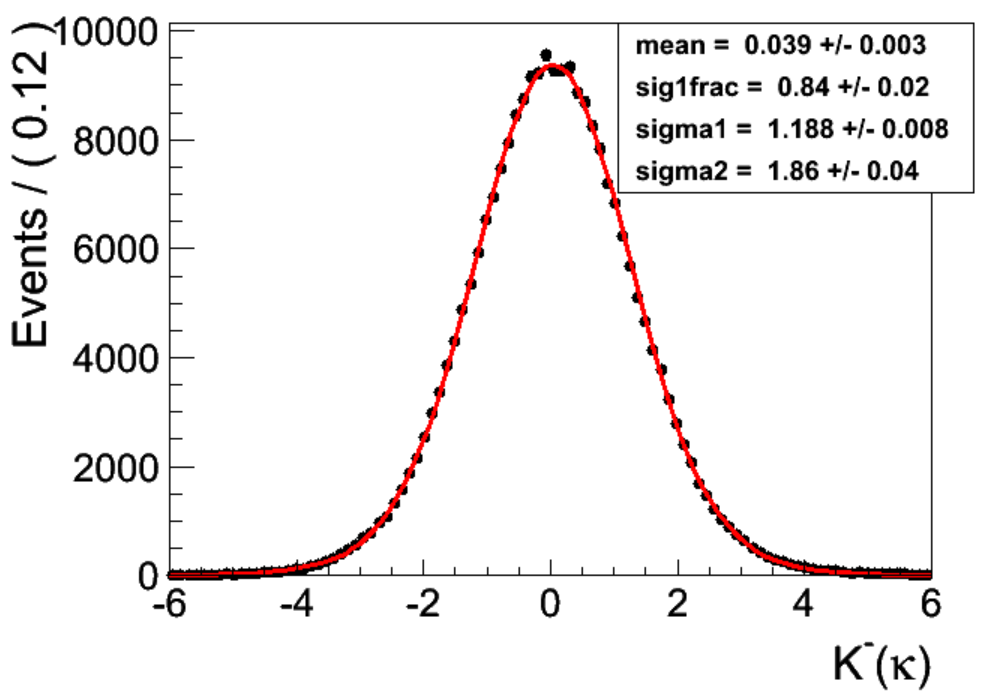 Events / ( 0.12 )
10000
8000
6000
4000
2000
0
mean = 0.039 +/- 0.003
sig1frac = 0.84 +/- 0.02
sigma1 = 1.188 +/- 0.008
sigma2 = 1.86 +/- 0.04
-6 -4 -2 0 2 4 6
K⁻(κ)